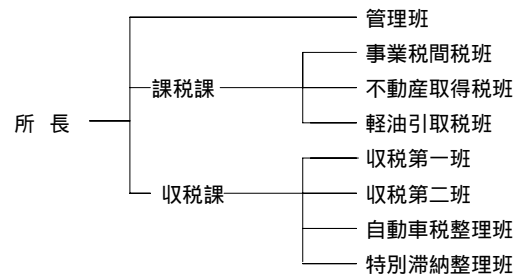 管理班
事業税間税班
課税課
不動産取得税班
所 長
軽油引取税班
収税第一班
収税課
収税第二班
自動車税整理班
特別滞納整理班